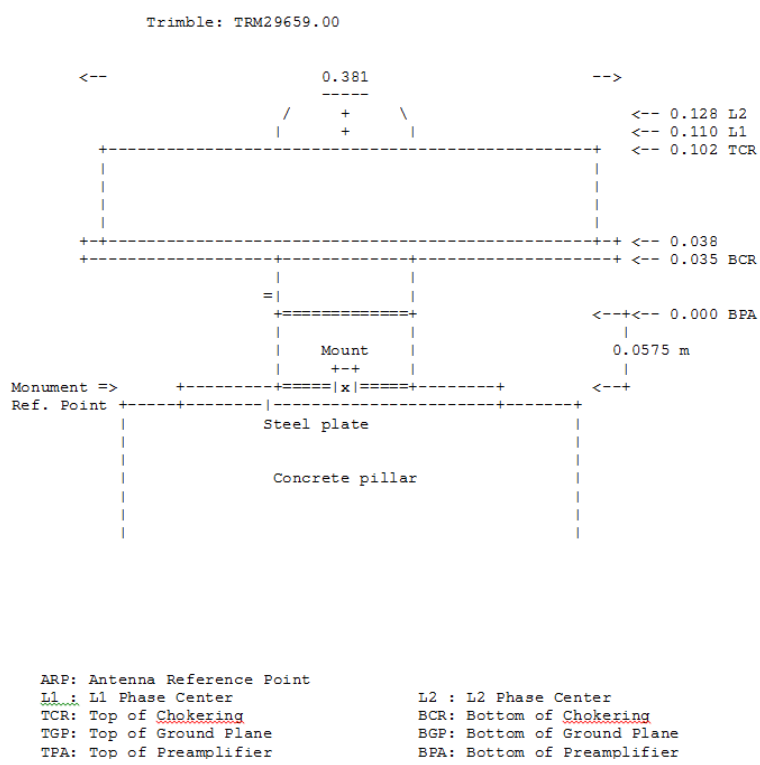 Trimble: TRM29659.00
<-- 0.381 -->
-----
/ + \ <-- 0.128 L2
| + | <-- 0.110 L1
+---------------------------------------------------+ <-- 0.102 TCR
| |
| |
| |
| |
+-+---------------------------------------------------+-+ <-- 0.038
+-------------------+-------------+--------------------+ <-- 0.035 BCR
| |
=| |
+=============+ <--+<-- 0.000 BPA
| | |
| Mount | 0.0575 m
| +-+ | |
Monument => +---------+=====|x|=====+--------+ <--+
Ref. Point +-----+--------|-----------------------+-------+
| Steel plate |
| |
| |
| Concrete pillar |
| |
| |
| |
ARP: Antenna Reference Point
L1 : L1 Phase Center L2 : L2 Phase Center
TCR: Top of Chokering BCR: Bottom of Chokering
TGP: Top of Ground Plane BGP: Bottom of Ground Plane
TPA: Top of Preamplifier BPA: Bottom of Preamplifier